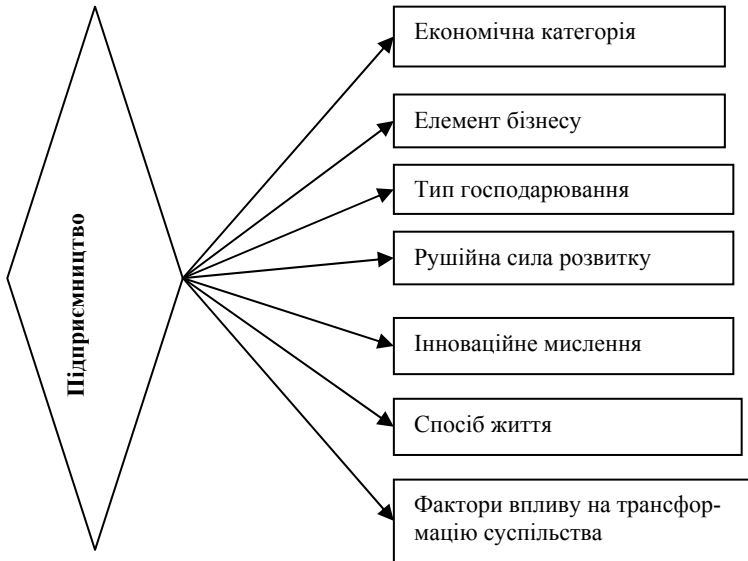 Підприємництво
Економічна категорія
Елемент бізнесу
Тип господарювання
Рушійна сила розвитку
Інноваційне мислення
Спосіб життя
Фактори впливу на трансфор-
мацію суспільства